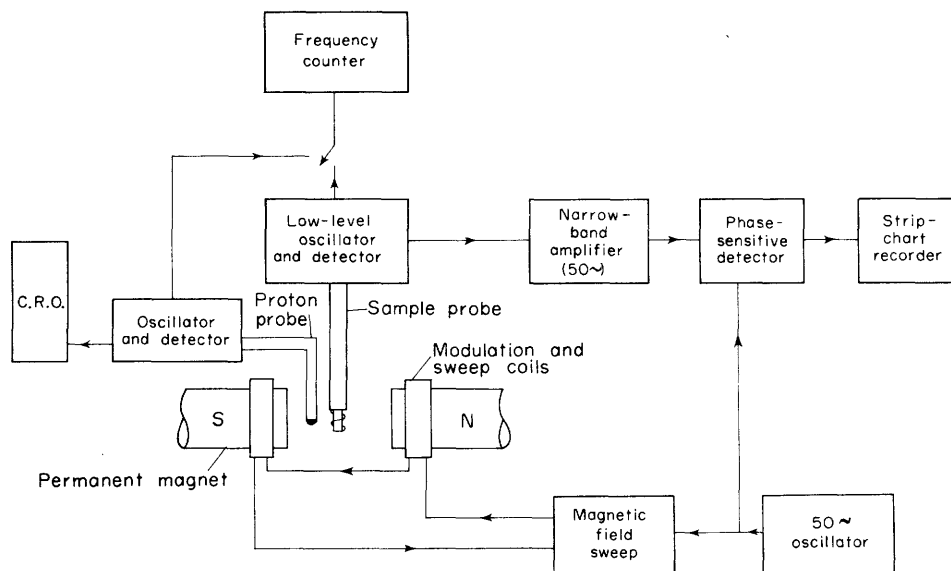 Frequency
counter
Low-level
oscillator
and detector
Narrow-
band
amplifier
(50~)
Phase-
sensitive
detector
Strip-
chart
recorder
C.R.O.
Oscillator
and detector
Proton
probe
Sample probe
Modulation and
sweep coils
S
N
Permanent magnet
Magnetic
field
sweep
50~
oscillator